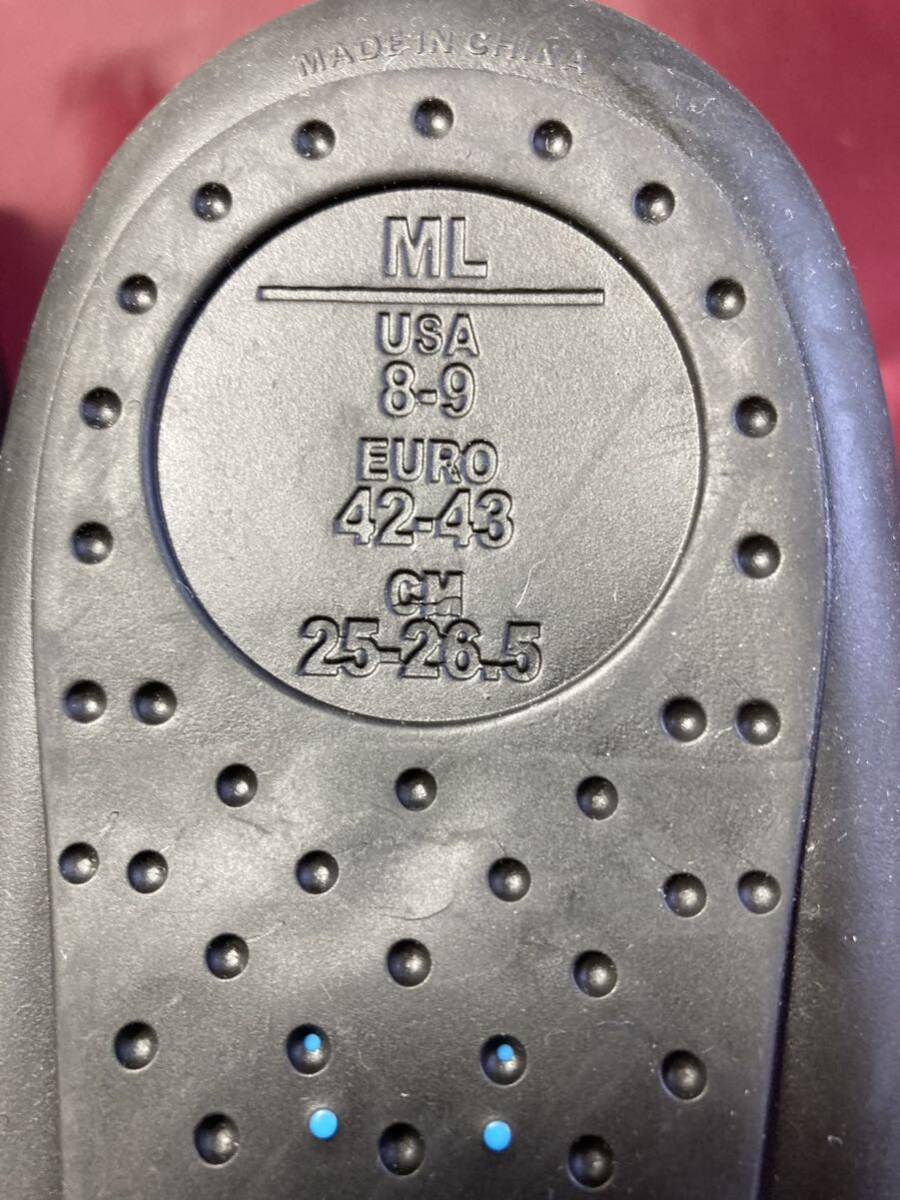 MADE IN CHINA
ML
USA
8-9
EURO
42-43
CM
25-26.5